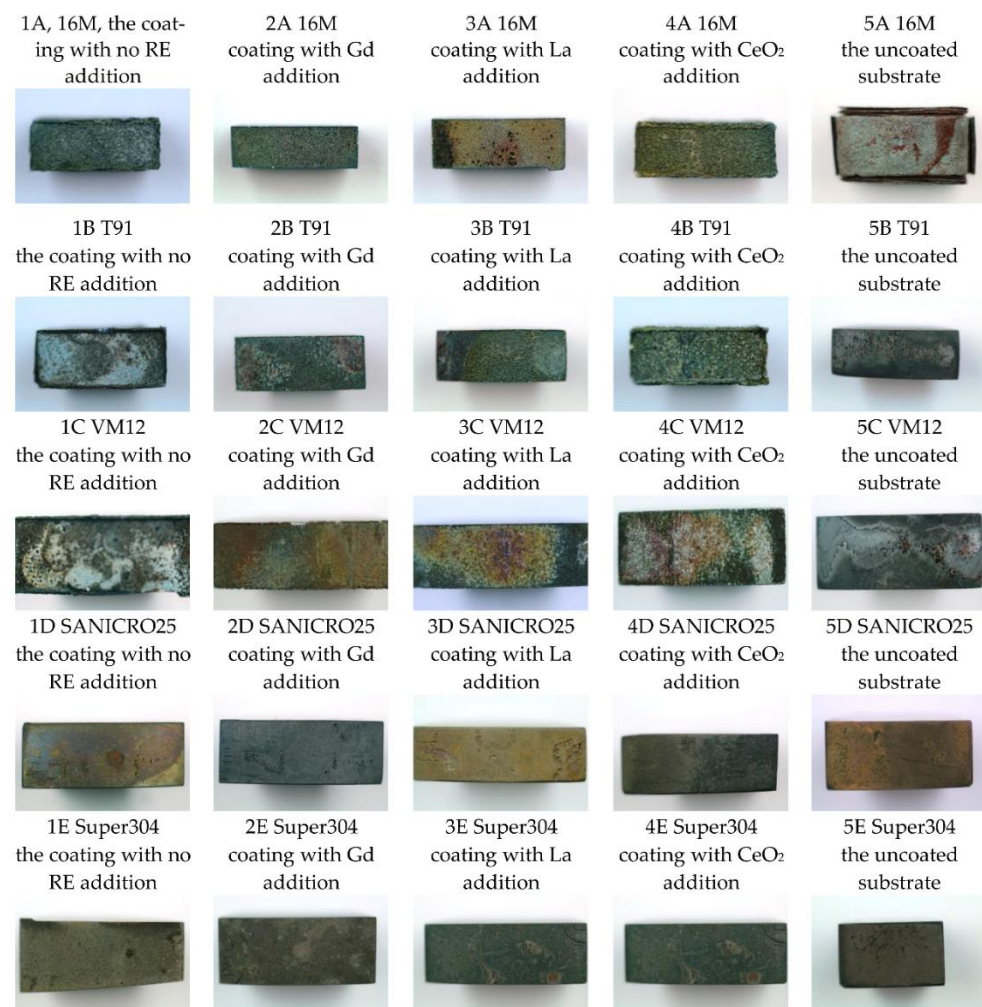 1A, 16M, the coat-
ing with no RE
addition
2A 16M
coating with Gd
addition
3A 16M
coating with La
addition
4A 16M
coating with CeO₂
addition
5A 16M
the uncoated
substrate
1B T91
the coating with no
RE addition
2B T91
coating with Gd
addition
3B T91
coating with La
addition
4B T91
coating with CeO₂
addition
5B T91
the uncoated
substrate
1C VM12
the coating with no
RE addition
2C VM12
coating with Gd
addition
3C VM12
coating with La
addition
4C VM12
coating with CeO₂
addition
5C VM12
the uncoated
substrate
1D SANICRO25
the coating with no
RE addition
2D SANICRO25
coating with Gd
addition
3D SANICRO25
coating with La
addition
4D SANICRO25
coating with CeO₂
addition
5D SANICRO25
the uncoated
substrate
1E Super304
the coating with no
RE addition
2E Super304
coating with Gd
addition
3E Super304
coating with La
addition
4E Super304
coating with CeO₂
addition
5E Super304
the uncoated
substrate